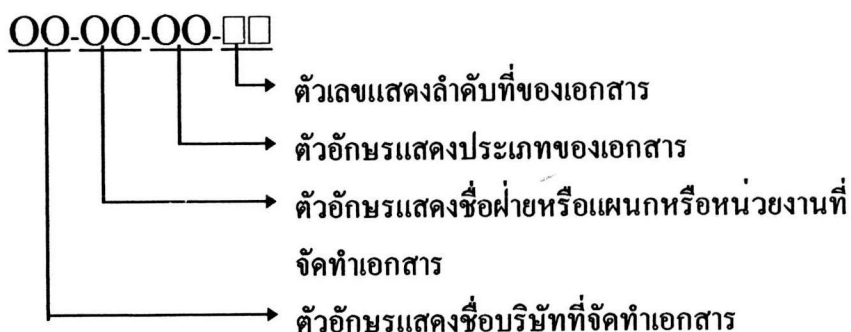 OO-OO-OO-□□
ตัวเลขแสดงลำดับที่ของเอกสาร
ตัวอักษรแสดงประเภทของเอกสาร
ตัวอักษรแสดงชื่อฝ่ายหรือแผนกหรือหน่วยงานที่
จัดทำเอกสาร
ตัวอักษรแสดงชื่อบริษัทที่จัดทำเอกสาร